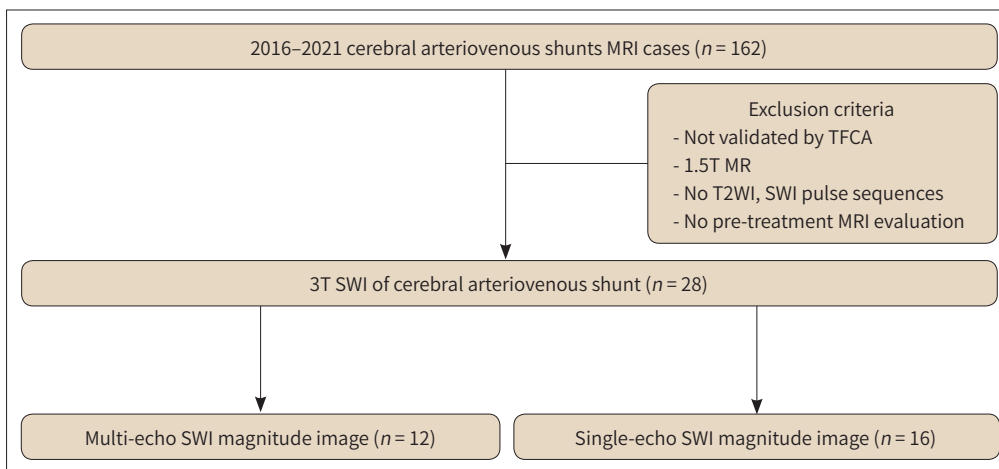 2016–2021 cerebral arteriovenous shunts MRI cases (n = 162)
Exclusion criteria
- Not validated by TFCA
- 1.5T MR
- No T2WI, SWI pulse sequences
- No pre-treatment MRI evaluation
3T SWI of cerebral arteriovenous shunt (n = 28)
Multi-echo SWI magnitude image (n = 12)
Single-echo SWI magnitude image (n = 16)